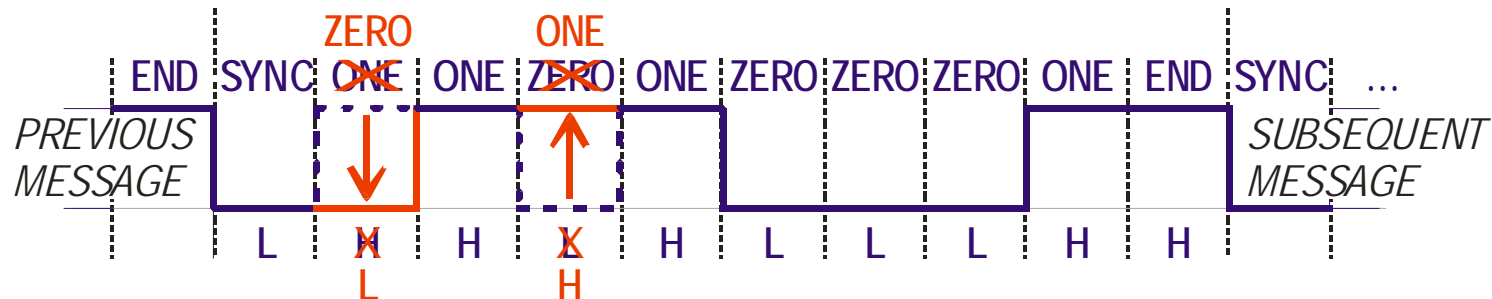 ZERO ONE
END SYNC ONE ONE ZERO ONE ZERO ZERO ZERO ONE END SYNC ...
PREVIOUS
MESSAGE
SUBSEQUENT
MESSAGE
L H H L H L L L H H
L H